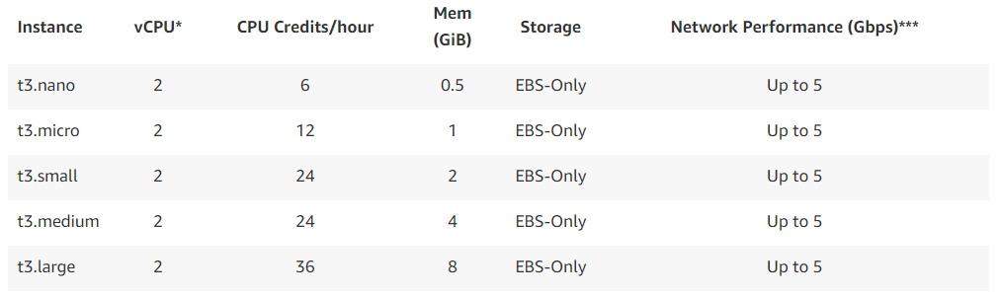 Instance vCPU* CPU Credits/hour Mem (GiB) Storage Network Performance (Gbps)***
t3.nano 2 6 0.5 EBS-Only Up to 5
t3.micro 2 12 1 EBS-Only Up to 5
t3.small 2 24 2 EBS-Only Up to 5
t3.medium 2 24 4 EBS-Only Up to 5
t3.large 2 36 8 EBS-Only Up to 5